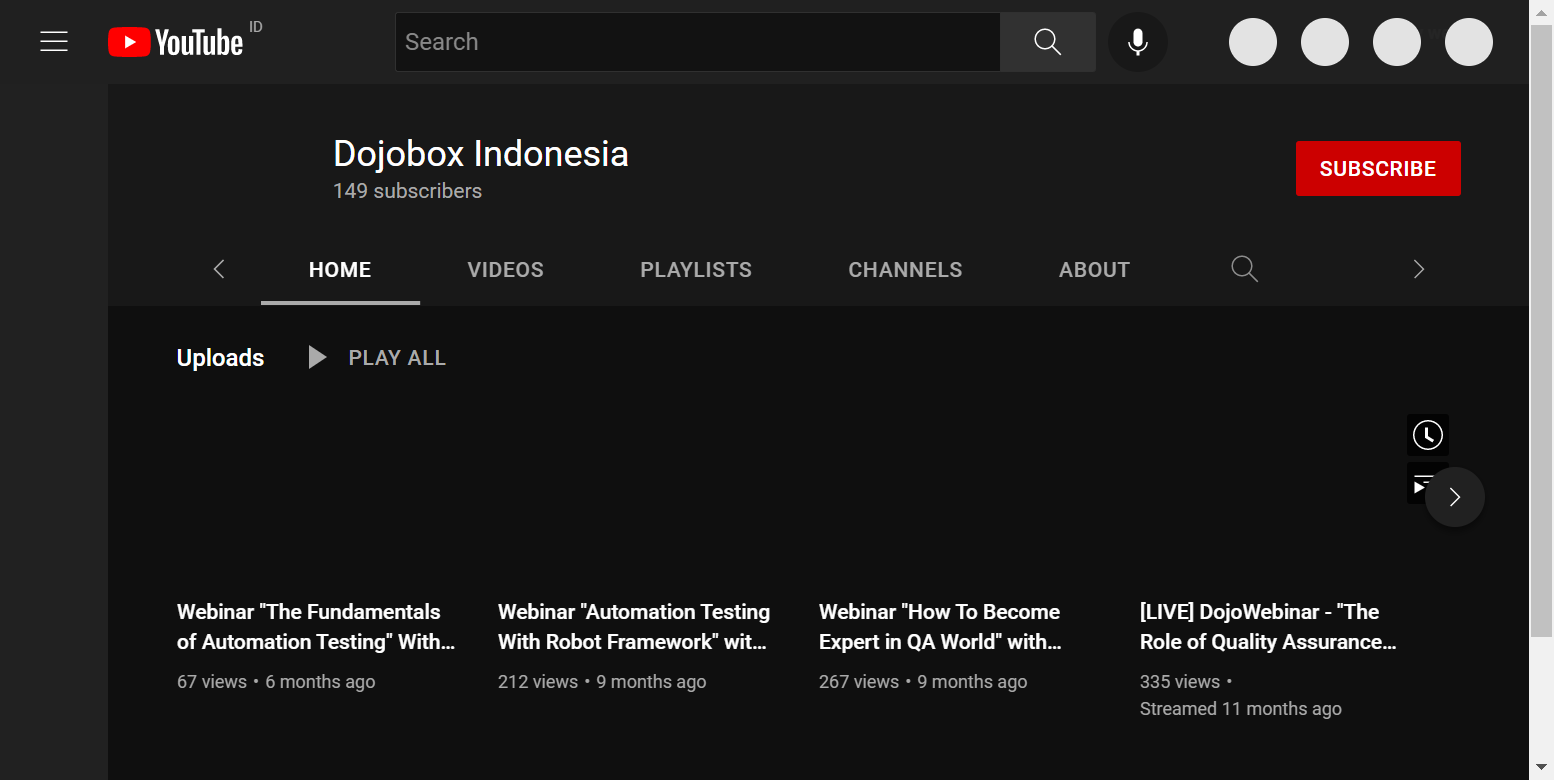 YouTube ID
Search
Dojobox Indonesia
149 subscribers
SUBSCRIBE
HOME VIDEOS PLAYLISTS CHANNELS ABOUT
Uploads PLAY ALL
Webinar "The Fundamentals
of Automation Testing" With...
67 views • 6 months ago
Webinar "Automation Testing
With Robot Framework" wit...
212 views • 9 months ago
Webinar "How To Become
Expert in QA World" with...
267 views • 9 months ago
[LIVE] DojoWebinar - "The
Role of Quality Assurance...
335 views •
Streamed 11 months ago